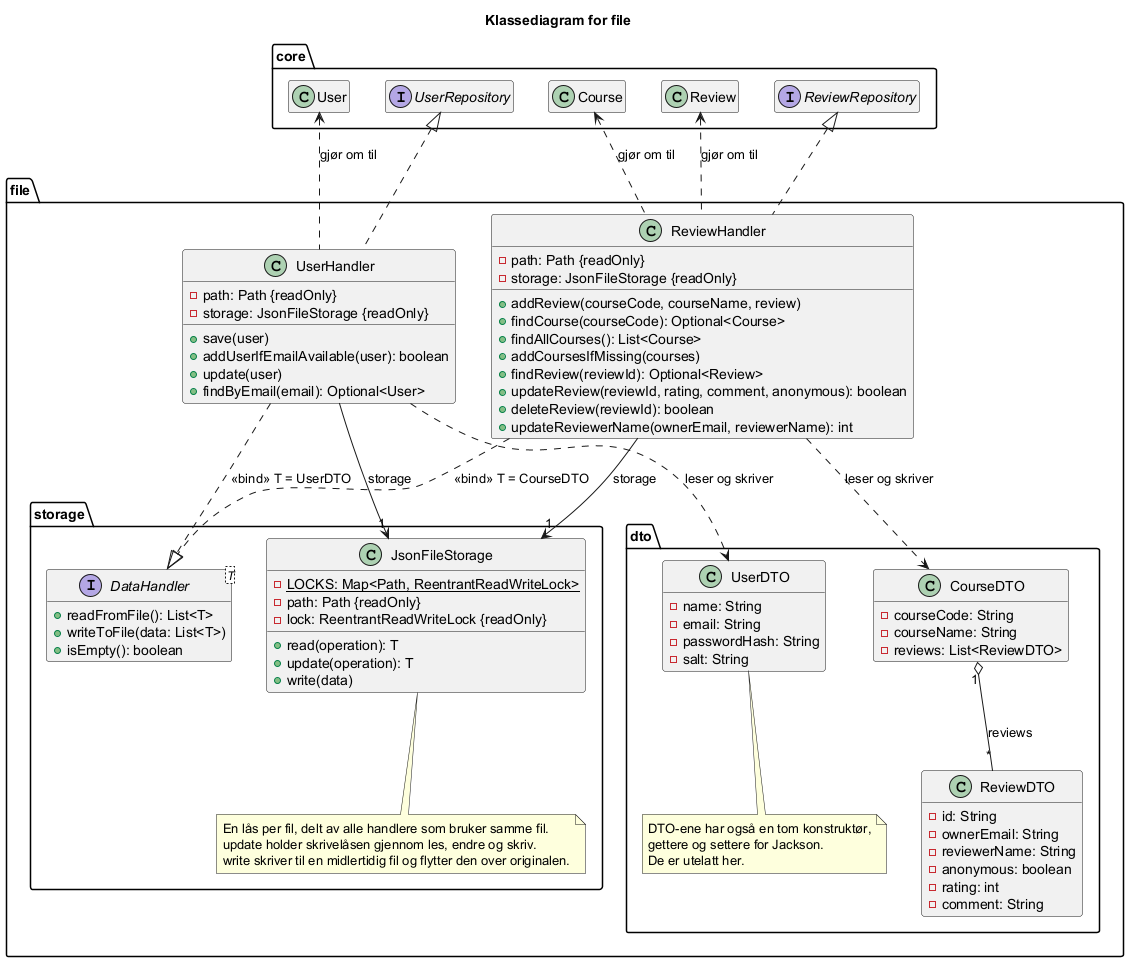 Klassediagram for file
core
C User
I UserRepository
C Course
C Review
I ReviewRepository
gjør om til
gjør om til
gjør om til
file
C UserHandler
path: Path {readOnly}
storage: JsonFileStorage {readOnly}
save(user)
addUserIfEmailAvailable(user): boolean
update(user)
findByEmail(email): Optional<User>
C ReviewHandler
path: Path {readOnly}
storage: JsonFileStorage {readOnly}
addReview(courseCode, courseName, review)
findCourse(courseCode): Optional<Course>
findAllCourses(): List<Course>
addCoursesIfMissing(courses)
findReview(reviewId): Optional<Review>
updateReview(reviewId, rating, comment, anonymous): boolean
deleteReview(reviewId): boolean
updateReviewerName(ownerEmail, reviewerName): int
«bind» T = UserDTO
storage
«bind» T = CourseDTO
storage
leser og skriver
leser og skriver
1
1
storage
I DataHandler
T
readFromFile(): List<T>
writeToFile(data: List<T>)
isEmpty(): boolean
C JsonFileStorage
LOCKS: Map<Path, ReentrantReadWriteLock>
path: Path {readOnly}
lock: ReentrantReadWriteLock {readOnly}
read(operation): T
update(operation): T
write(data)
En lås per fil, delt av alle handlere som bruker samme fil.
update holder skrivelåsen gjennom les, endre og skriv.
write skriver til en midlertidig fil og flytter den over originalen.
dto
C UserDTO
name: String
email: String
passwordHash: String
salt: String
C CourseDTO
courseCode: String
courseName: String
reviews: List<ReviewDTO>
1
reviews
*
DTO-ene har også en tom konstruktør,
gettere og settere for Jackson.
De er utelatt her.
C ReviewDTO
id: String
ownerEmail: String
reviewerName: String
anonymous: boolean
rating: int
comment: String